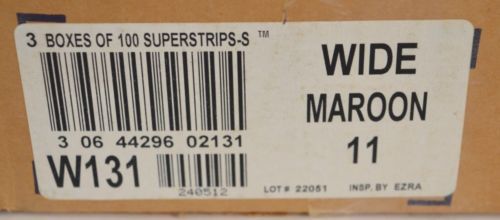 3 BOXES OF 100 SUPERSTRIPS-S ™
3 06 44296 02131
W131
240512
WIDE
MAROON
11
LOT # 22051 INSP. BY EZRA